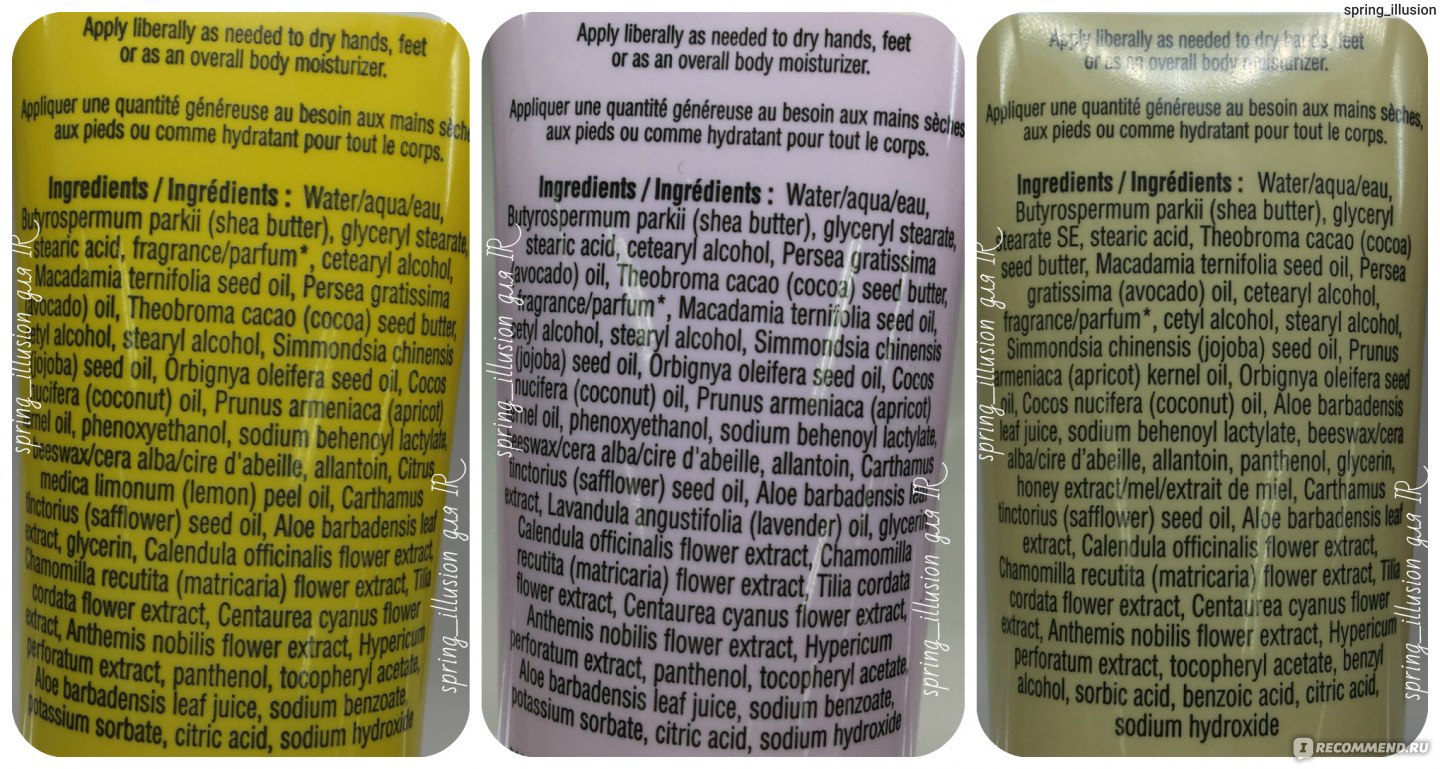 spring_illusion
Apply liberally as needed to dry hands, feet
or as an overall body moisturizer.
Appliquer une quantité généreuse au besoin aux mains sèche
aux pieds ou comme hydratant pour tout le corps.
Ingredients / Ingrédients : Water/aqua/eau,
Butyrospermum parkii (shea butter), glyceryl stearate,
stearic acid, fragrance/parfum*, cetearyl alcohol,
Macadamia ternifolia seed oil, Persea gratissima
(avocado) oil, Theobroma cacao (cocoa) seed butter,
cetyl alcohol, stearyl alcohol, Simmondsia chinensis
(jojoba) seed oil, Orbignya oleifera seed oil, Cocos
nucifera (coconut) oil, Prunus armeniaca (apricot)
kernel oil, phenoxyethanol, sodium behenoyl lactylate,
beeswax/cera alba/cire d'abeille, allantoin, Citrus
medica limonum (lemon) peel oil, Carthamus
tinctorius (safflower) seed oil, Aloe barbadensis leaf
extract, glycerin, Calendula officinalis flower extract,
Chamomilla recutita (matricaria) flower extract, Tilia
cordata flower extract, Centaurea cyanus flower
extract, Anthemis nobilis flower extract, Hypericum
perforatum extract, panthenol, tocopheryl acetate,
Aloe barbadensis leaf juice, sodium benzoate,
potassium sorbate, citric acid, sodium hydroxide
spring_illusion для IR
spring_illusion для IR
Apply liberally as needed to dry hands, feet
or as an overall body moisturizer.
Appliquer une quantité généreuse au besoin aux mains sèches
aux pieds ou comme hydratant pour tout le corps.
Ingredients / Ingrédients : Water/aqua/eau,
Butyrospermum parkii (shea butter), glyceryl stearate,
stearic acid, cetearyl alcohol, Persea gratissima
(avocado) oil, Theobroma cacao (cocoa) seed butter,
fragrance/parfum*, Macadamia ternifolia seed oil,
cetyl alcohol, stearyl alcohol, Simmondsia chinensis
(jojoba) seed oil, Orbignya oleifera seed oil, Cocos
nucifera (coconut) oil, Prunus armeniaca (apricot)
kernel oil, phenoxyethanol, sodium behenoyl lactylate,
beeswax/cera alba/cire d'abeille, allantoin, Carthamus
tinctorius (safflower) seed oil, Aloe barbadensis leaf
extract, Lavandula angustifolia (lavender) oil, glycerin
Calendula officinalis flower extract, Chamomilla
recutita (matricaria) flower extract, Tilia cordata
flower extract, Centaurea cyanus flower extract,
Anthemis nobilis flower extract, Hypericum
perforatum extract, panthenol, tocopheryl acetate,
Aloe barbadensis leaf juice, sodium benzoate,
potassium sorbate, citric acid, sodium hydroxide
spring_illusion для IR
spring_illusion для IR
Apply liberally as needed to dry hands, feet
or as an overall body moisturizer.
Appliquer une quantité généreuse au besoin aux mains sèches,
aux pieds ou comme hydratant pour tout le corps.
Ingredients / Ingrédients : Water/aqua/eau,
Butyrospermum parkii (shea butter), glyceryl
stearate SE, stearic acid, Theobroma cacao (cocoa)
seed butter, Macadamia ternifolia seed oil, Persea
gratissima (avocado) oil, cetearyl alcohol,
fragrance/parfum*, cetyl alcohol, stearyl alcohol,
Simmondsia chinensis (jojoba) seed oil, Prunus
armeniaca (apricot) kernel oil, Orbignya oleifera seed
oil, Cocos nucifera (coconut) oil, Aloe barbadensis
leaf juice, sodium behenoyl lactylate, beeswax/cera
alba/cire d'abeille, allantoin, panthenol, glycerin,
honey extract/mel/extrait de miel, Carthamus
tinctorius (safflower) seed oil, Aloe barbadensis leaf
extract, Calendula officinalis flower extract,
Chamomilla recutita (matricaria) flower extract, Tilia
cordata flower extract, Centaurea cyanus flower
extract, Anthemis nobilis flower extract, Hypericum
perforatum extract, tocopheryl acetate, benzyl
alcohol, sorbic acid, benzoic acid, citric acid,
sodium hydroxide
spring_illusion для IR
spring_illusion для IR
I RECOMMEND.RU